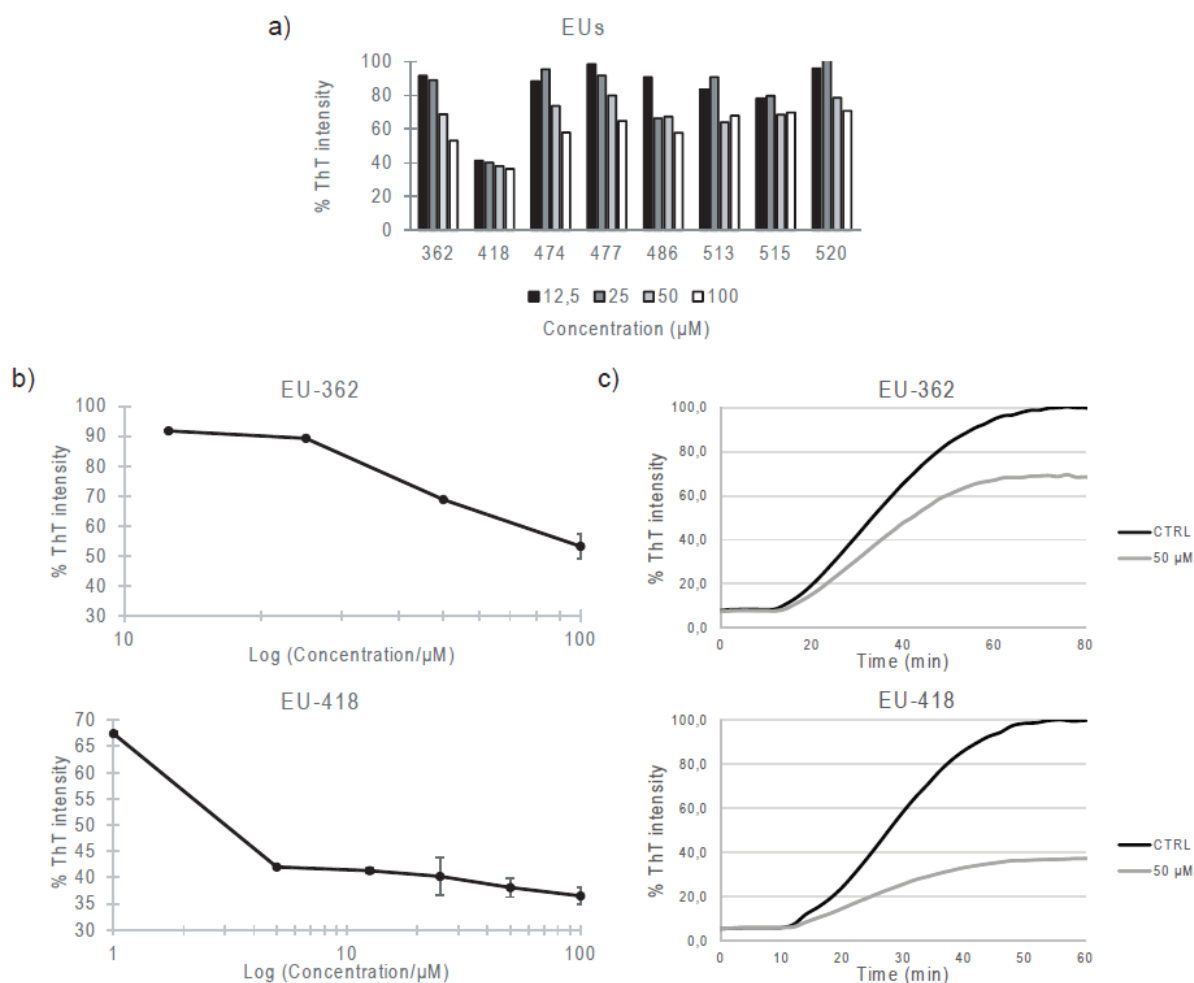 a)
EUs
% ThT intensity
100
80
60
40
20
0
362 418 474 477 486 513 515 520
12,5 25 50 100
Concentration (µM)
b)
EU-362
% ThT intensity
100
90
80
70
60
50
40
30
10 100
Log (Concentration/µM)
EU-418
% ThT intensity
70
65
60
55
50
45
40
35
30
1 10 100
Log (Concentration/µM)
c)
EU-362
% ThT intensity
100,0
80,0
60,0
40,0
20,0
0,0
0 20 40 60 80
Time (min)
CTRL
50 µM
EU-418
% ThT intensity
100,0
80,0
60,0
40,0
20,0
0,0
0 10 20 30 40 50 60
Time (min)
CTRL
50 µM